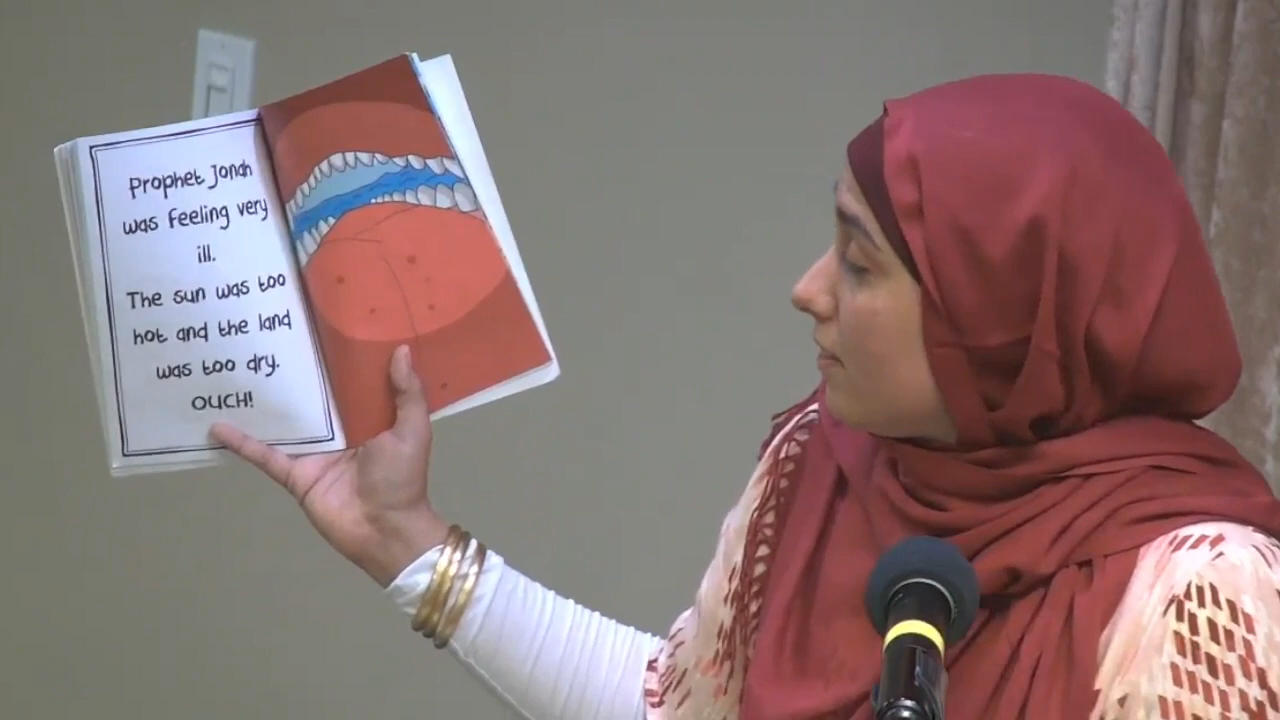 Prophet Jonah
was feeling very
ill.
The sun was too
hot and the land
was too dry.
OUCH!